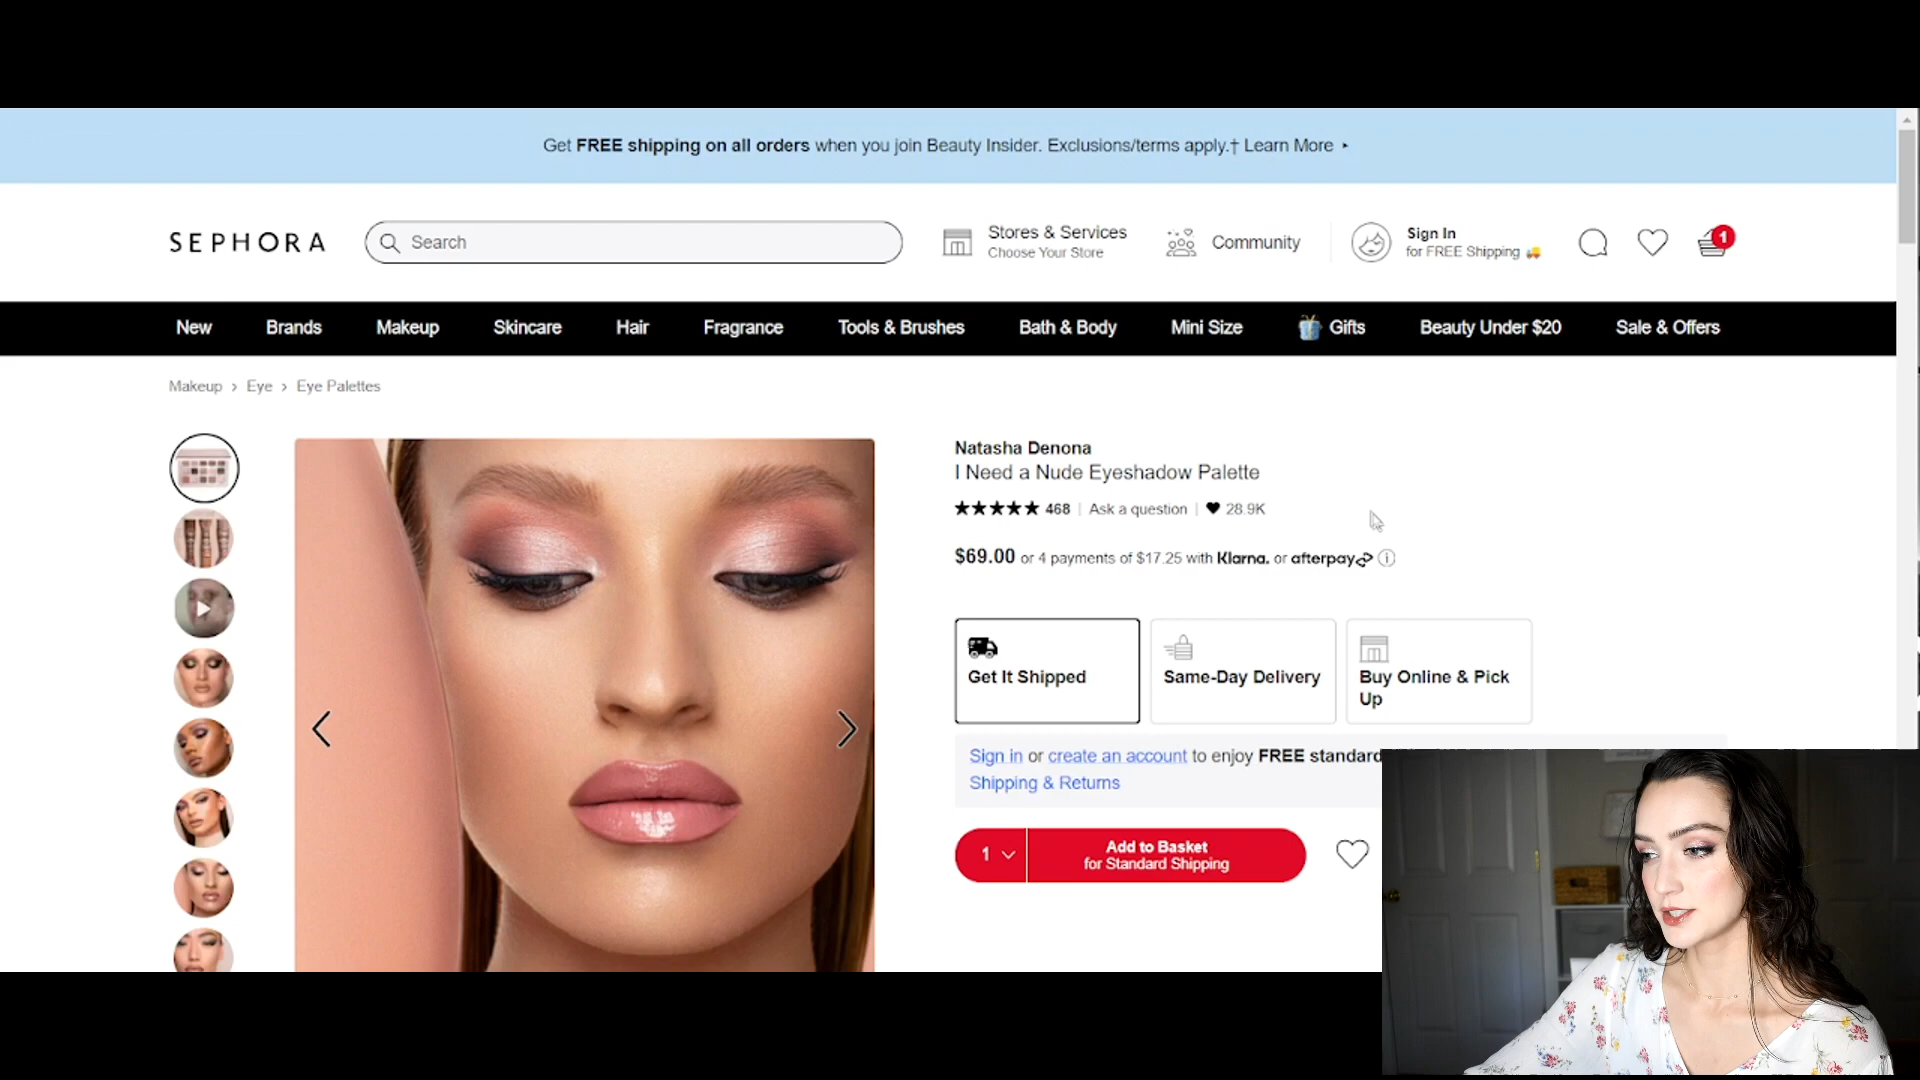 Get FREE shipping on all orders when you join Beauty Insider. Exclusions/terms apply.† Learn More ▸
SEPHORA
Search
Stores & Services
Choose Your Store
Community
Sign In
for FREE Shipping 🚚
1
New Brands Makeup Skincare Hair Fragrance Tools & Brushes Bath & Body Mini Size Gifts Beauty Under $20 Sale & Offers
Makeup > Eye > Eye Palettes
Natasha Denona
I Need a Nude Eyeshadow Palette
★★★★★ 468 | Ask a question | ♥ 28.9K
$69.00 or 4 payments of $17.25 with Klarna. or afterpay
Get It Shipped
Same-Day Delivery
Buy Online & Pick
Up
Sign in or create an account to enjoy FREE standard
Shipping & Returns
1
Add to Basket
for Standard Shipping